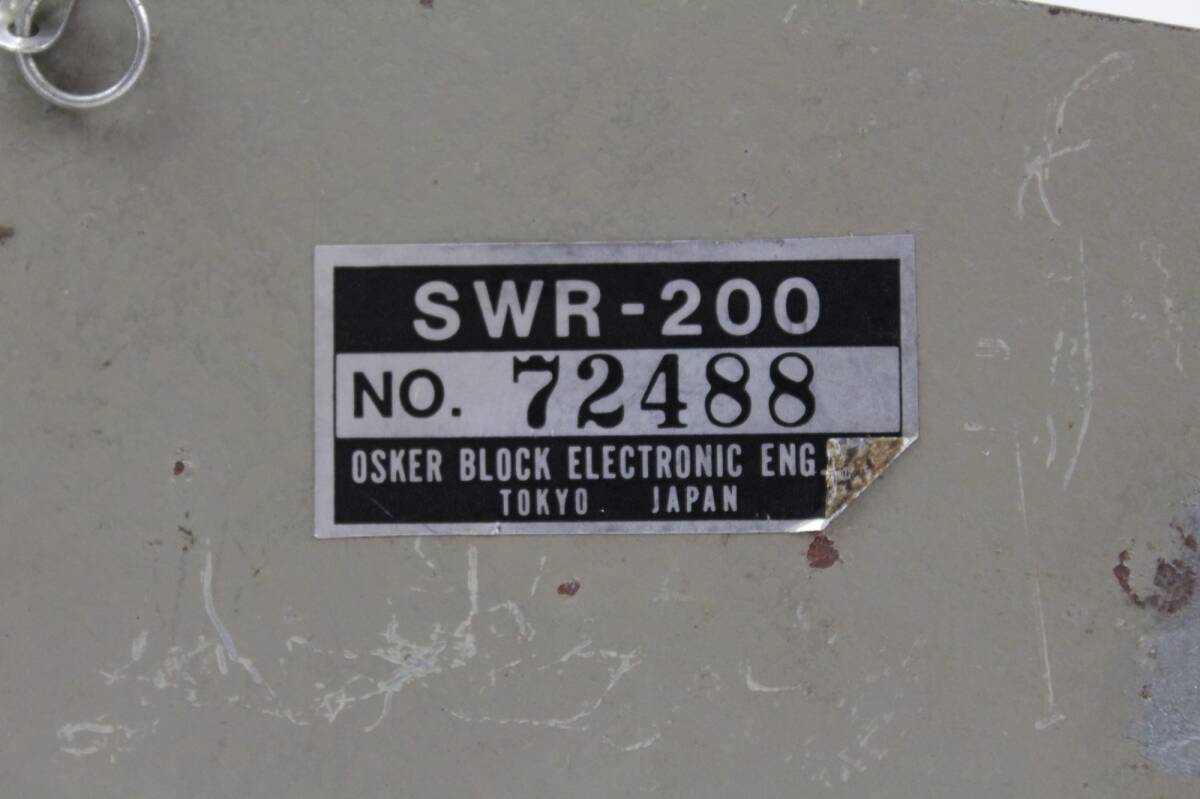 SWR-200
NO. 72488
OSKER BLOCK ELECTRONIC ENG.
TOKYO JAPAN